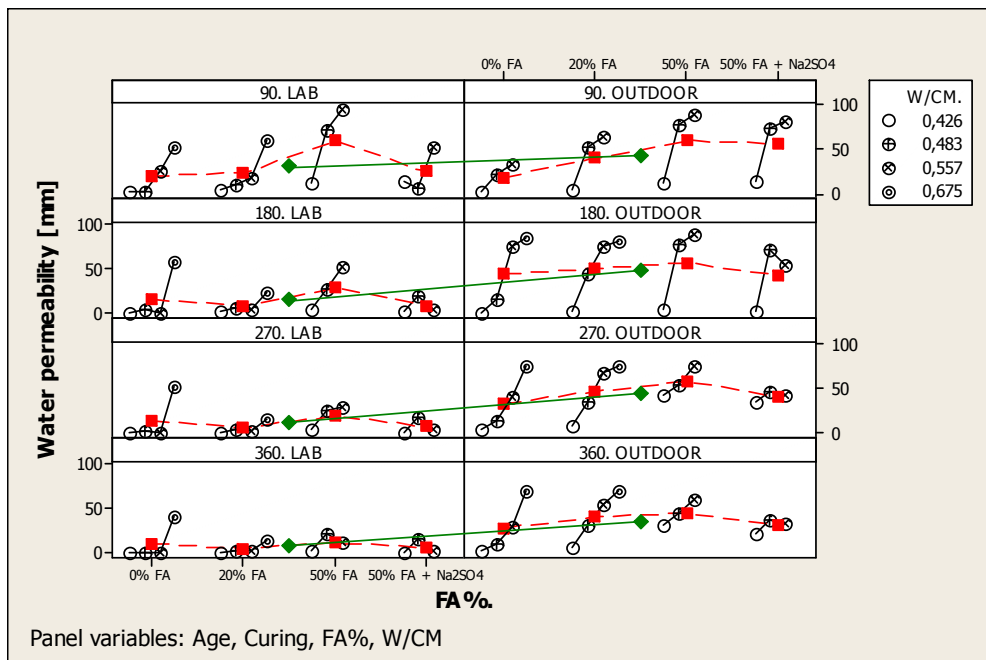 0% FA 20% FA 50% FA 50% FA + Na2SO4
90. LAB 90. OUTDOOR
100
50
0
180. LAB 180. OUTDOOR
100
50
0
270. LAB 270. OUTDOOR
100
50
0
360. LAB 360. OUTDOOR
100
50
0
0% FA 20% FA 50% FA 50% FA + Na2SO4
FA%.
Water permeability [mm]
W/CM.
0,426
0,483
0,557
0,675
Panel variables: Age, Curing, FA%, W/CM